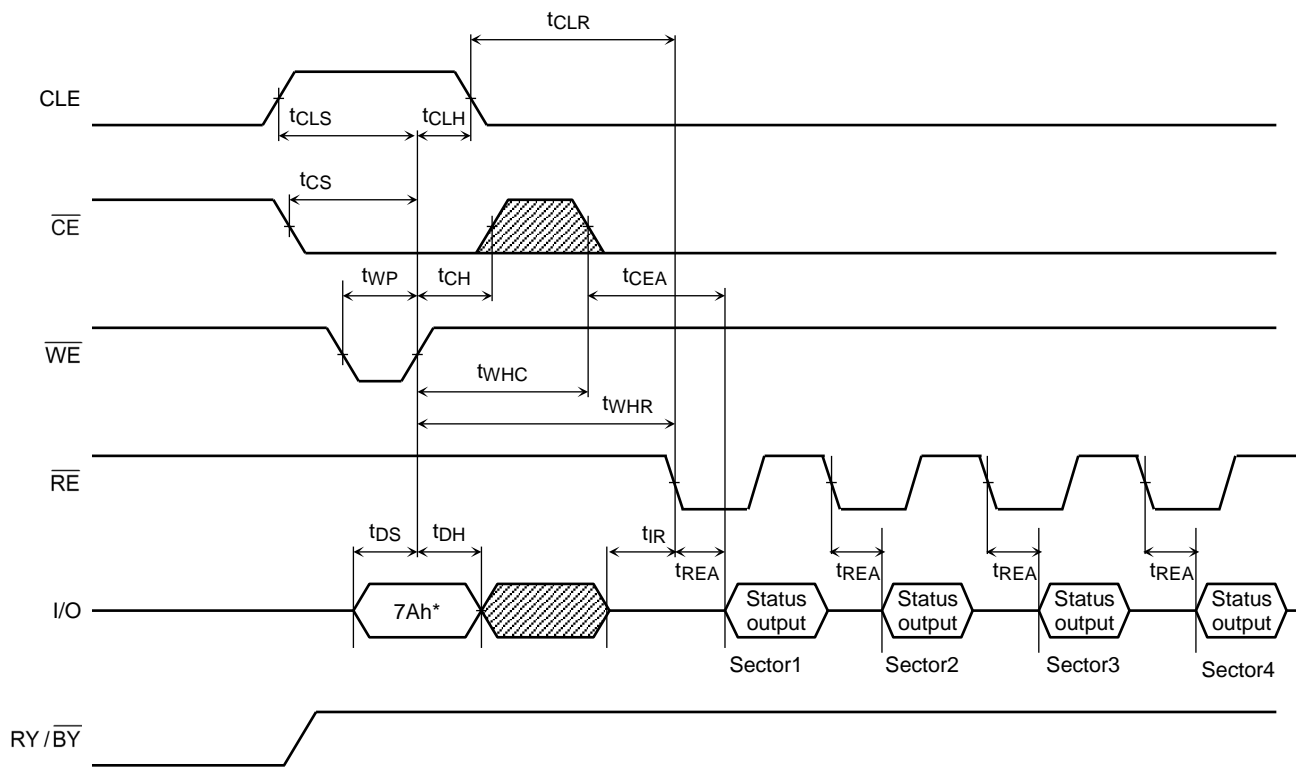 tCLR
CLE
tCLS
tCLH
tCS
CE
tWP
tCH
tCEA
WE
tWHC
tWHR
RE
tDS
tDH
tIR
tREA
tREA
tREA
tREA
I/O
7Ah*
Status output
Status output
Status output
Status output
Sector1
Sector2
Sector3
Sector4
RY/BY